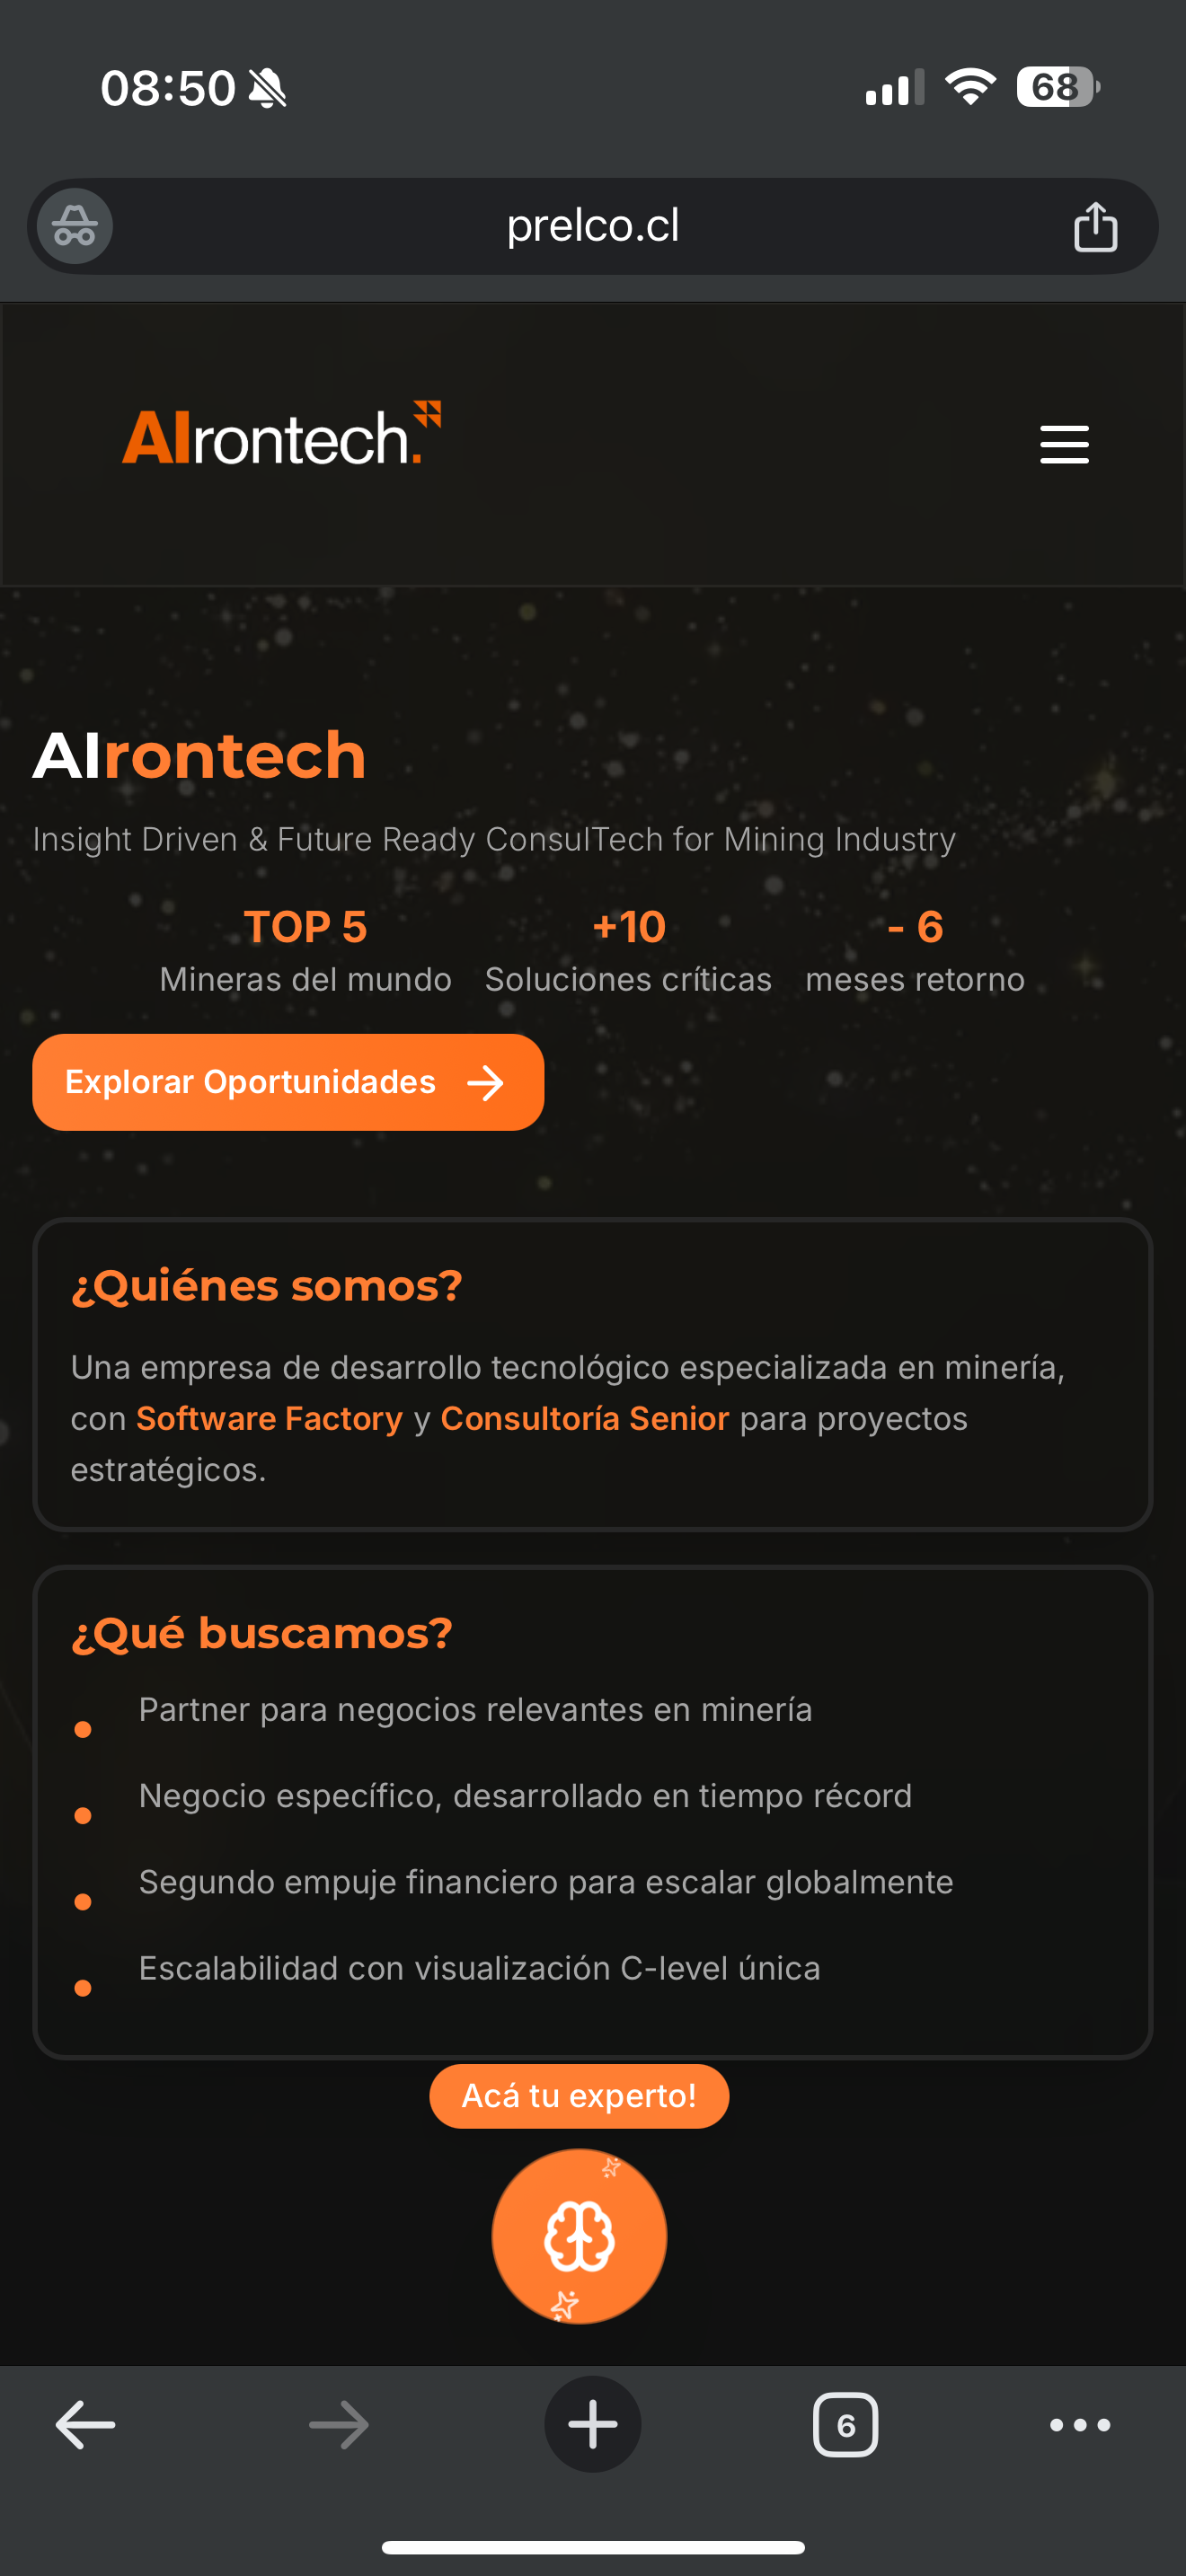 08:50
68
prelco.cl
AIrontech.
AIrontech
Insight Driven & Future Ready ConsulTech for Mining Industry
TOP 5 +10 - 6
Mineras del mundo Soluciones críticas meses retorno
Explorar Oportunidades
¿Quiénes somos?
Una empresa de desarrollo tecnológico especializada en minería,
con Software Factory y Consultoría Senior para proyectos
estratégicos.
¿Qué buscamos?
Partner para negocios relevantes en minería
Negocio específico, desarrollado en tiempo récord
Segundo empuje financiero para escalar globalmente
Escalabilidad con visualización C-level única
Acá tu experto!
6